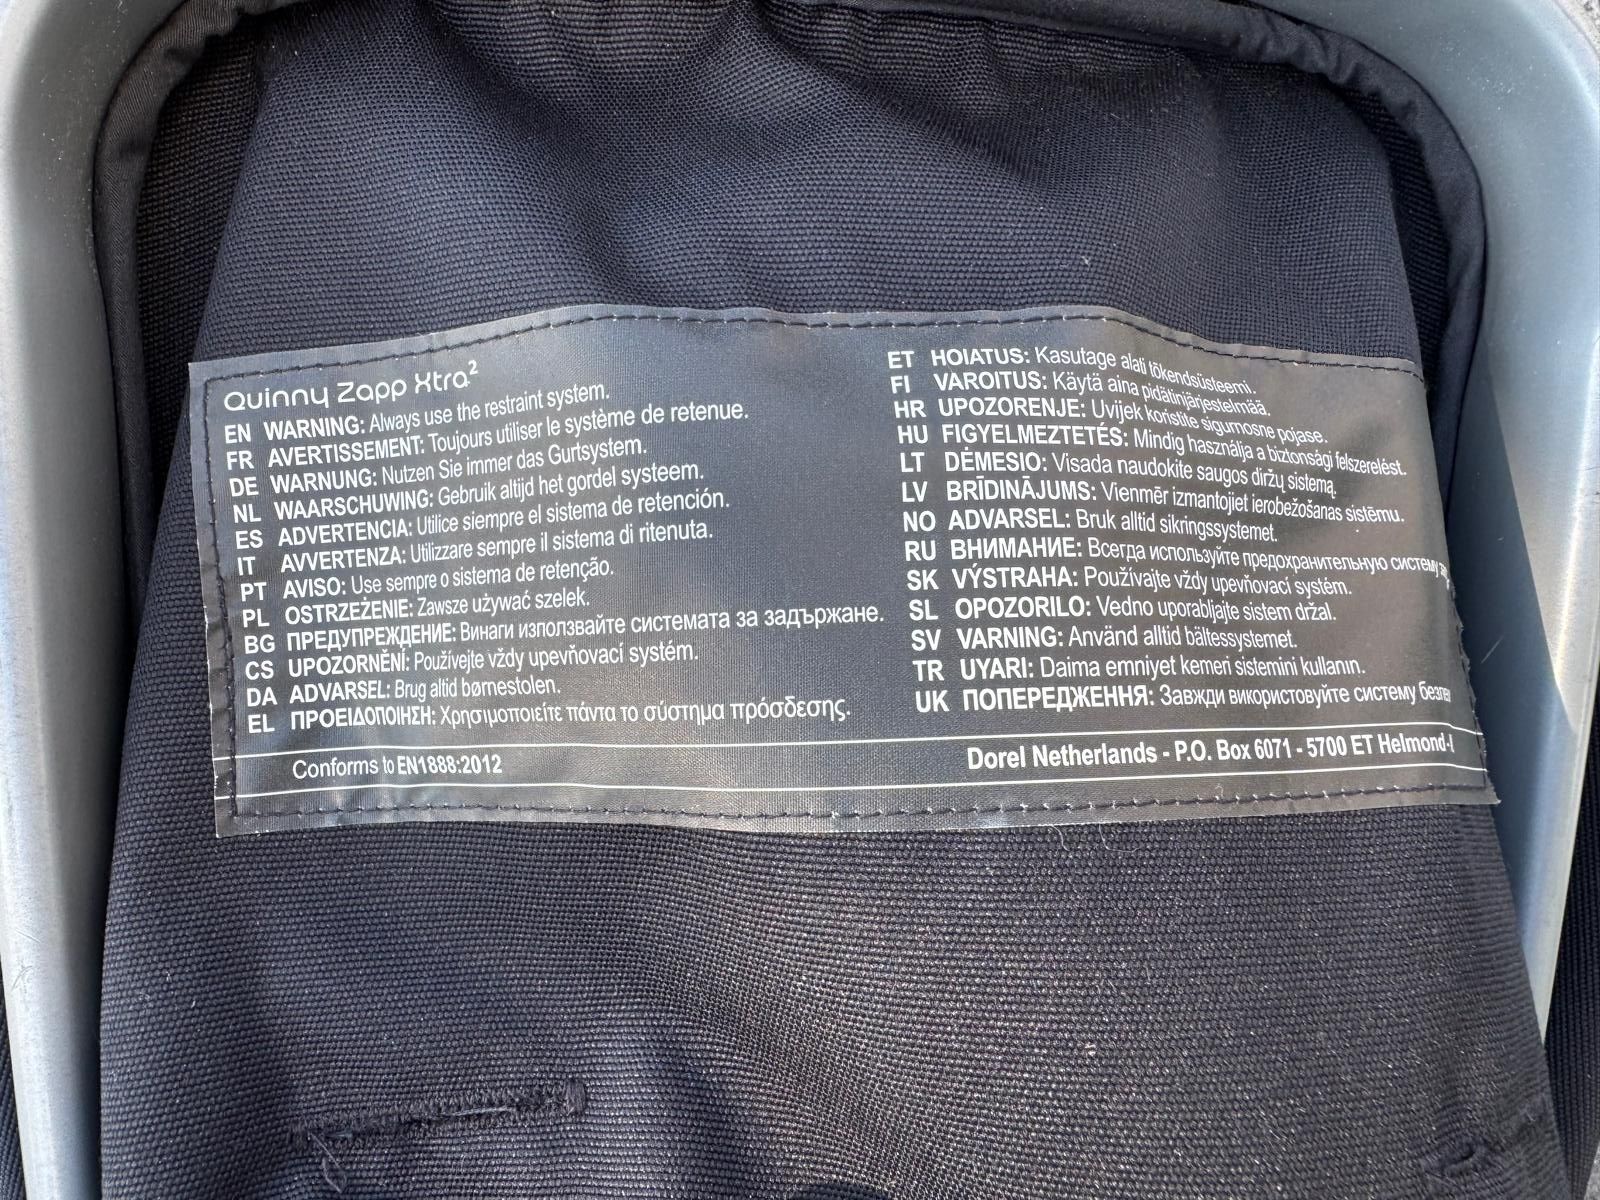 Quinny Zapp Xtra²
EN WARNING: Always use the restraint system.
FR AVERTISSEMENT: Toujours utiliser le système de retenue.
DE WARNUNG: Nutzen Sie immer das Gurtsystem.
NL WAARSCHUWING: Gebruik altijd het gordel systeem.
ES ADVERTENCIA: Utilice siempre el sistema de retención.
IT AVVERTENZA: Utilizzare sempre il sistema di ritenuta.
PT AVISO: Use sempre o sistema de retenção.
PL OSTRZEŻENIE: Zawsze używać szelek.
BG ПРЕДУПРЕЖДЕНИЕ: Винаги използвайте системата за задържане.
CS UPOZORNĚNÍ: Používejte vždy upevňovací systém.
DA ADVARSEL: Brug altid børnestolen.
EL ΠΡΟΕΙΔΟΠΟΙΗΣΗ: Χρησιμοποιείτε πάντα το σύστημα πρόσδεσης.
ET HOIATUS: Kasutage alati tõkendsüsteemi.
FI VAROITUS: Käytä aina pidätinjärjestelmää.
HR UPOZORENJE: Uvijek koristite sigurnosne pojase.
HU FIGYELMEZTETÉS: Mindig használja a biztonsági felszerelést.
LT DĖMESIO: Visada naudokite saugos diržų sistemą.
LV BRĪDINĀJUMS: Vienmēr izmantojiet ierobežošanas sistēmu.
NO ADVARSEL: Bruk alltid sikringssystemet.
RU ВНИМАНИЕ: Всегда используйте предохранительную систему
SK VÝSTRAHA: Používajte vždy upevňovací systém.
SL OPOZORILO: Vedno uporabljajte sistem držal.
SV VARNING: Använd alltid bältessystemet.
TR UYARI: Daima emniyet kemeri sistemini kullanın.
UK ПОПЕРЕДЖЕННЯ: Завжди використовуйте систему
Conforms to EN1888:2012
Dorel Netherlands - P.O. Box 6071 - 5700 ET Helmond-